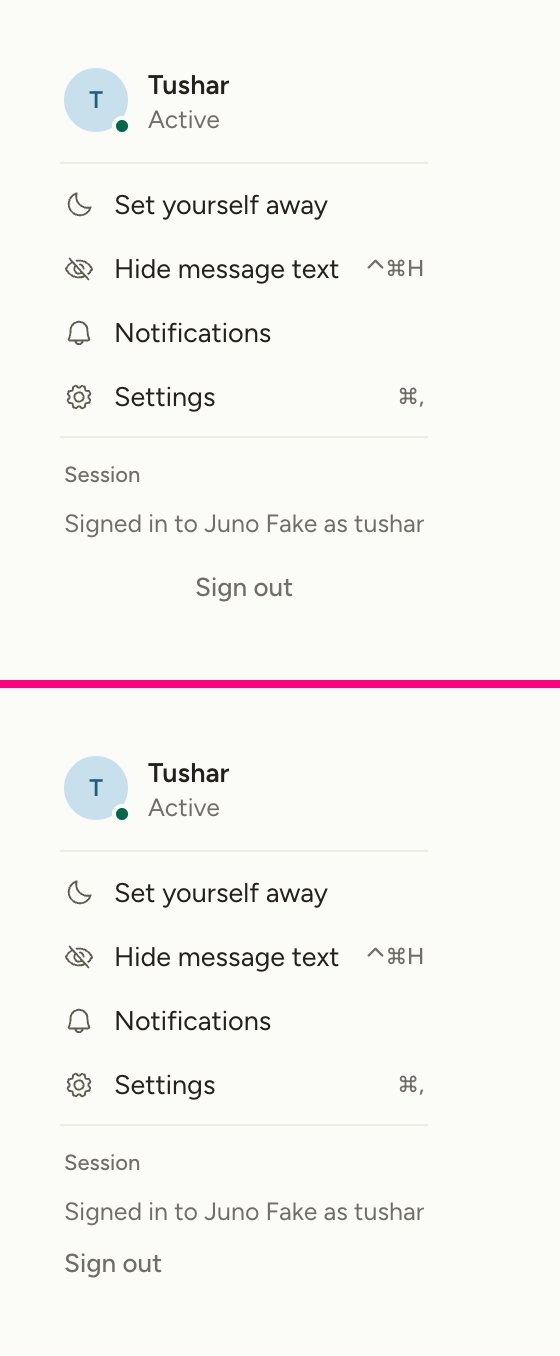 T
Tushar
Active
Set yourself away
Hide message text ^⌘H
Notifications
Settings ⌘,
Session
Signed in to Juno Fake as tushar
Sign out
T
Tushar
Active
Set yourself away
Hide message text ^⌘H
Notifications
Settings ⌘,
Session
Signed in to Juno Fake as tushar
Sign out